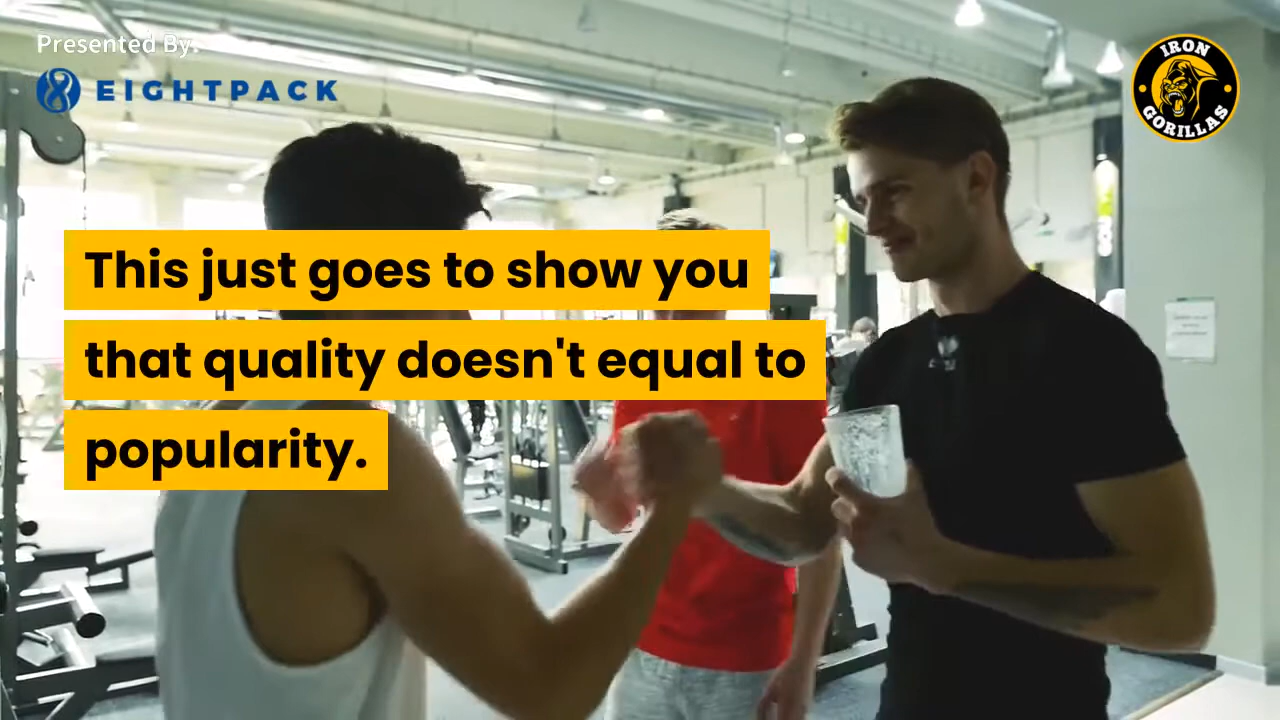 Presented By:
EIGHTPACK
IRON
GORILLAS
This just goes to show you
that quality doesn't equal to
popularity.